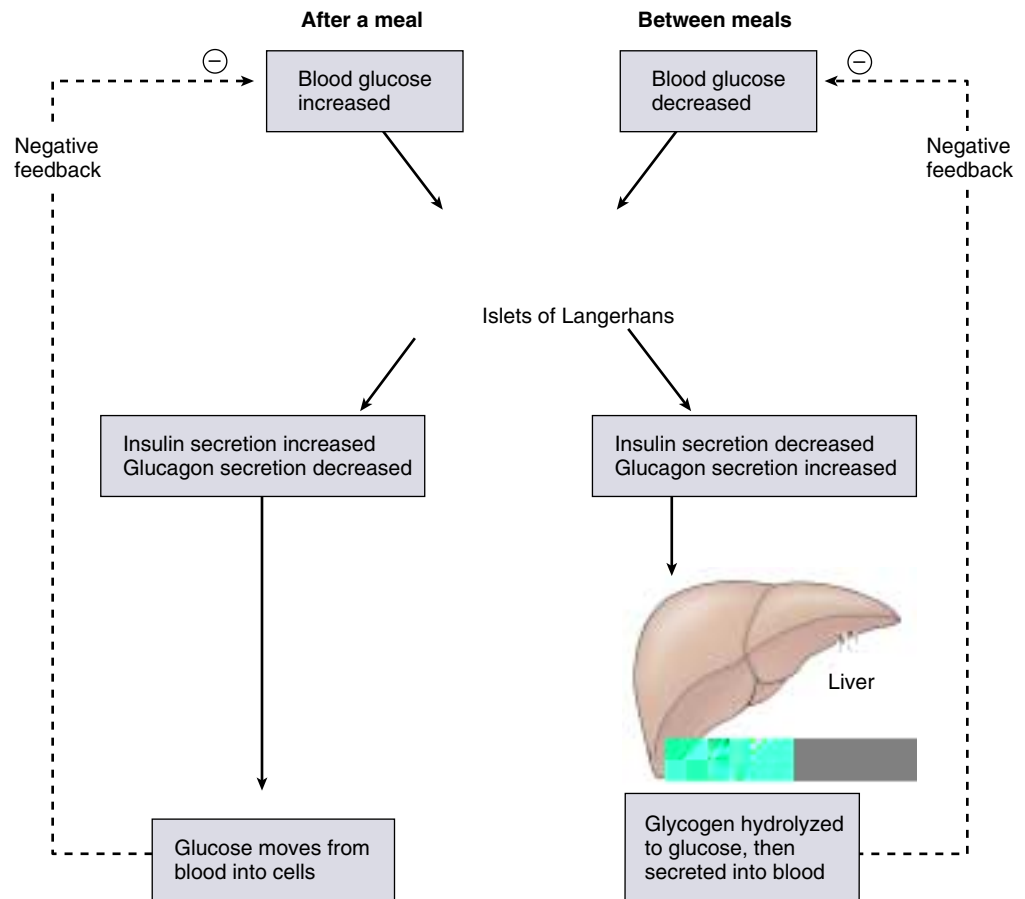 After a meal
Between meals
Blood glucose
increased
Blood glucose
decreased
Negative
feedback
Negative
feedback
Islets of Langerhans
Insulin secretion increased
Glucagon secretion decreased
Insulin secretion decreased
Glucagon secretion increased
Liver
Glucose moves from
blood into cells
Glycogen hydrolyzed
to glucose, then
secreted into blood